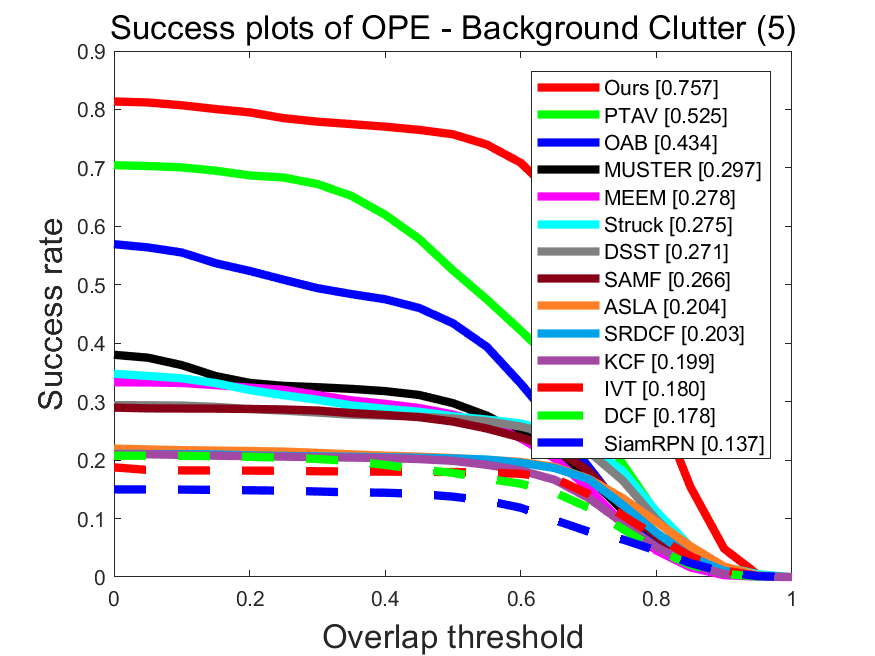 Success plots of OPE - Background Clutter (5)
0.9
0.8
0.7
0.6
0.5
0.4
0.3
0.2
0.1
0
Success rate
Ours [0.757]
PTAV [0.525]
OAB [0.434]
MUSTER [0.297]
MEEM [0.278]
Struck [0.275]
DSST [0.271]
SAMF [0.266]
ASLA [0.204]
SRDCF [0.203]
KCF [0.199]
IVT [0.180]
DCF [0.178]
SiamRPN [0.137]
0 0.2 0.4 0.6 0.8 1
Overlap threshold